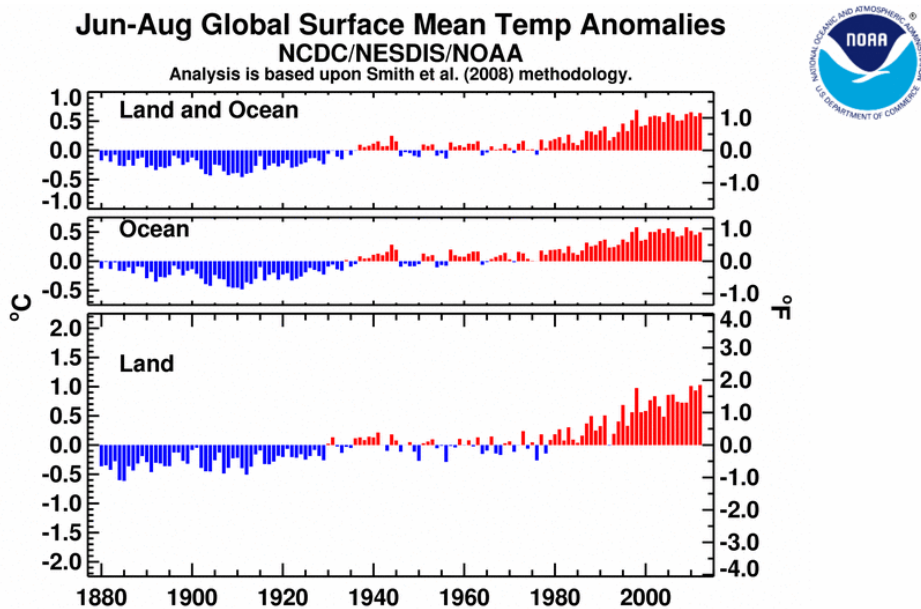 Jun-Aug Global Surface Mean Temp Anomalies
NCDC/NESDIS/NOAA
Analysis is based upon Smith et al. (2008) methodology.
NATIONAL OCEANIC AND ATMOSPHERIC ADMINISTRATION
NOAA
U.S. DEPARTMENT OF COMMERCE
®
Land and Ocean
1.0
0.5
0.0
-0.5
-1.0
1.0
0.0
-1.0
Ocean
0.5
0.0
-0.5
1.0
0.0
-1.0
°C
°F
Land
2.0
1.5
1.0
0.5
0.0
-0.5
-1.0
-1.5
-2.0
4.0
3.0
2.0
1.0
0.0
-1.0
-2.0
-3.0
-4.0
1880 1900 1920 1940 1960 1980 2000